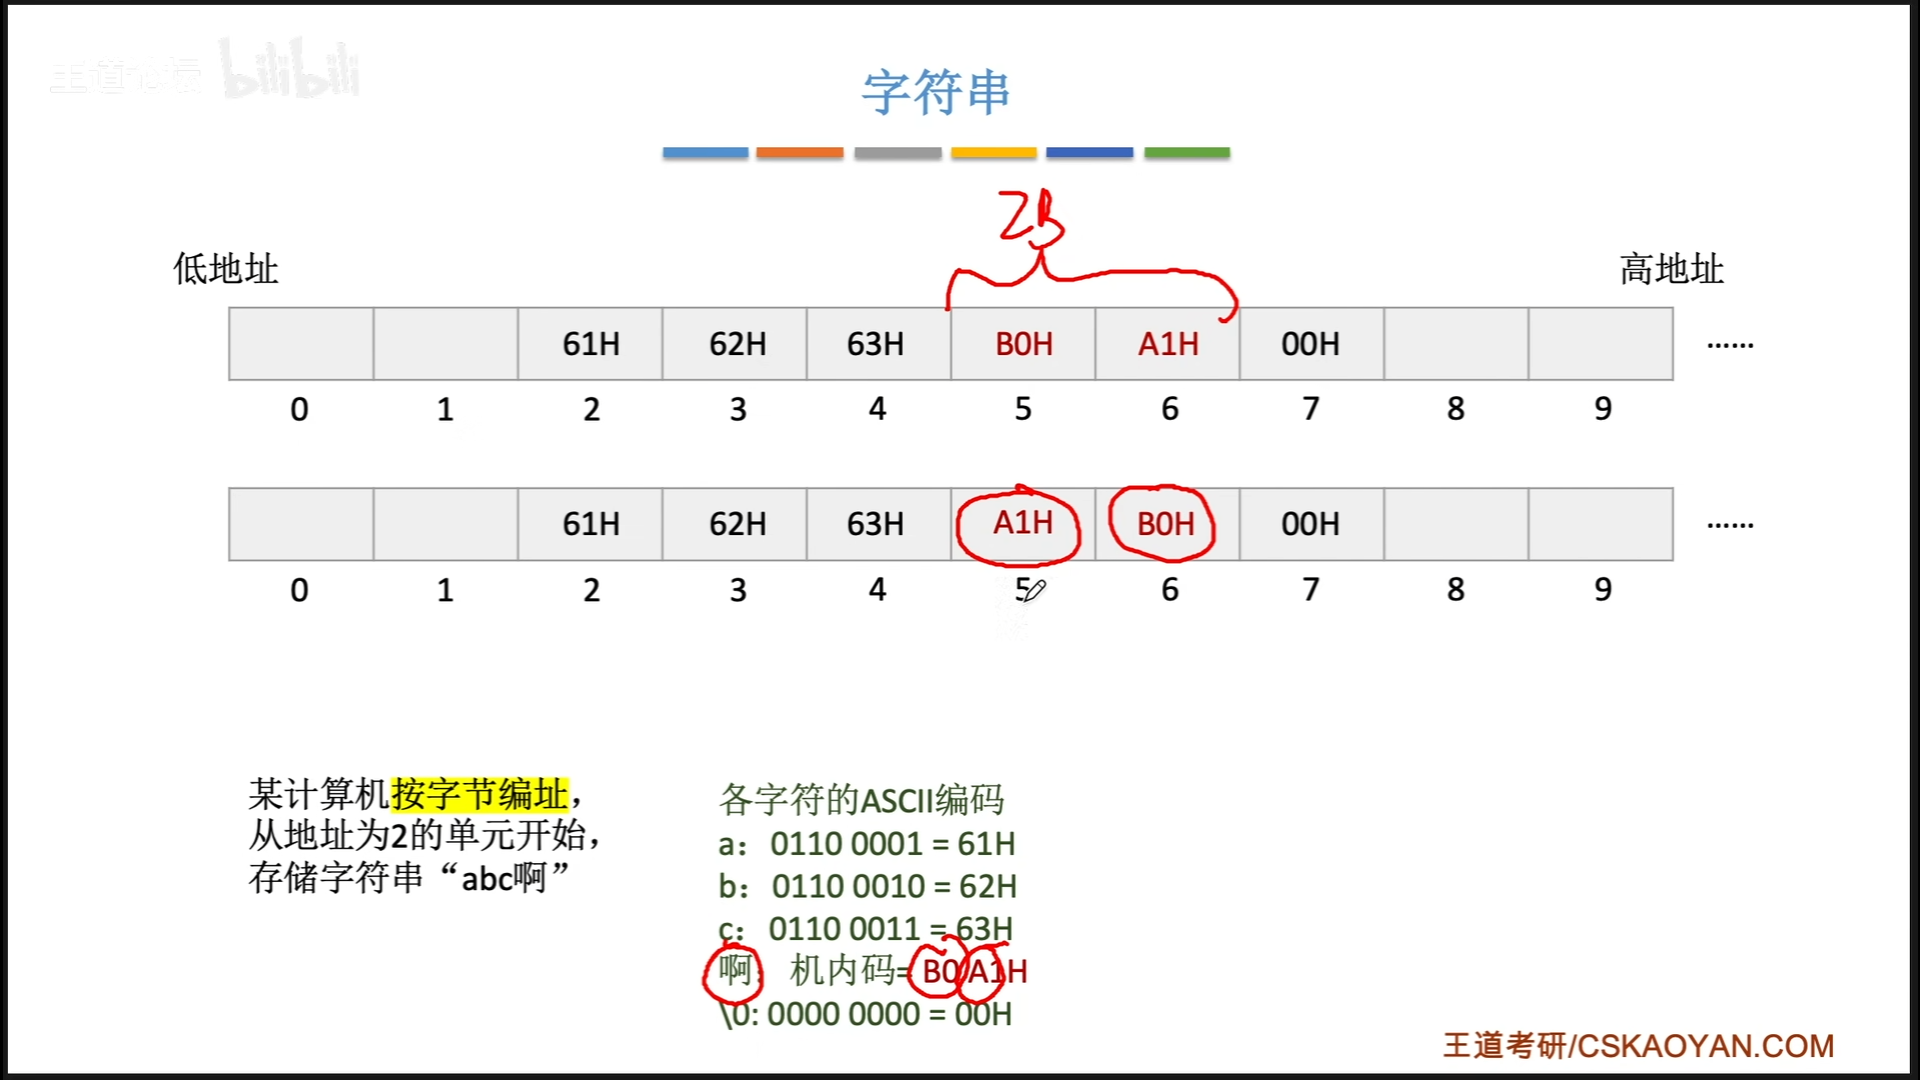 王道论坛 bilibili
字符串
2B
低地址 高地址
61H 62H 63H B0H A1H 00H ……
0 1 2 3 4 5 6 7 8 9
61H 62H 63H A1H B0H 00H ……
0 1 2 3 4 5 6 7 8 9
某计算机按字节编址，
从地址为2的单元开始，
存储字符串“abc啊”
各字符的ASCII编码
a： 0110 0001 = 61H
b： 0110 0010 = 62H
c： 0110 0011 = 63H
啊： 机内码= B0 A1H
\0: 0000 0000 = 00H
王道考研/CSKAOYAN.COM